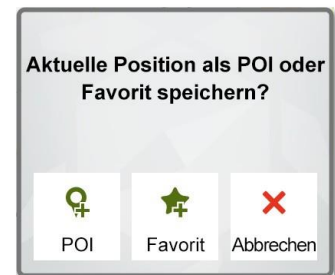 Aktuelle Position als POI oder
Favorit speichern?
POI
Favorit
Abbrechen